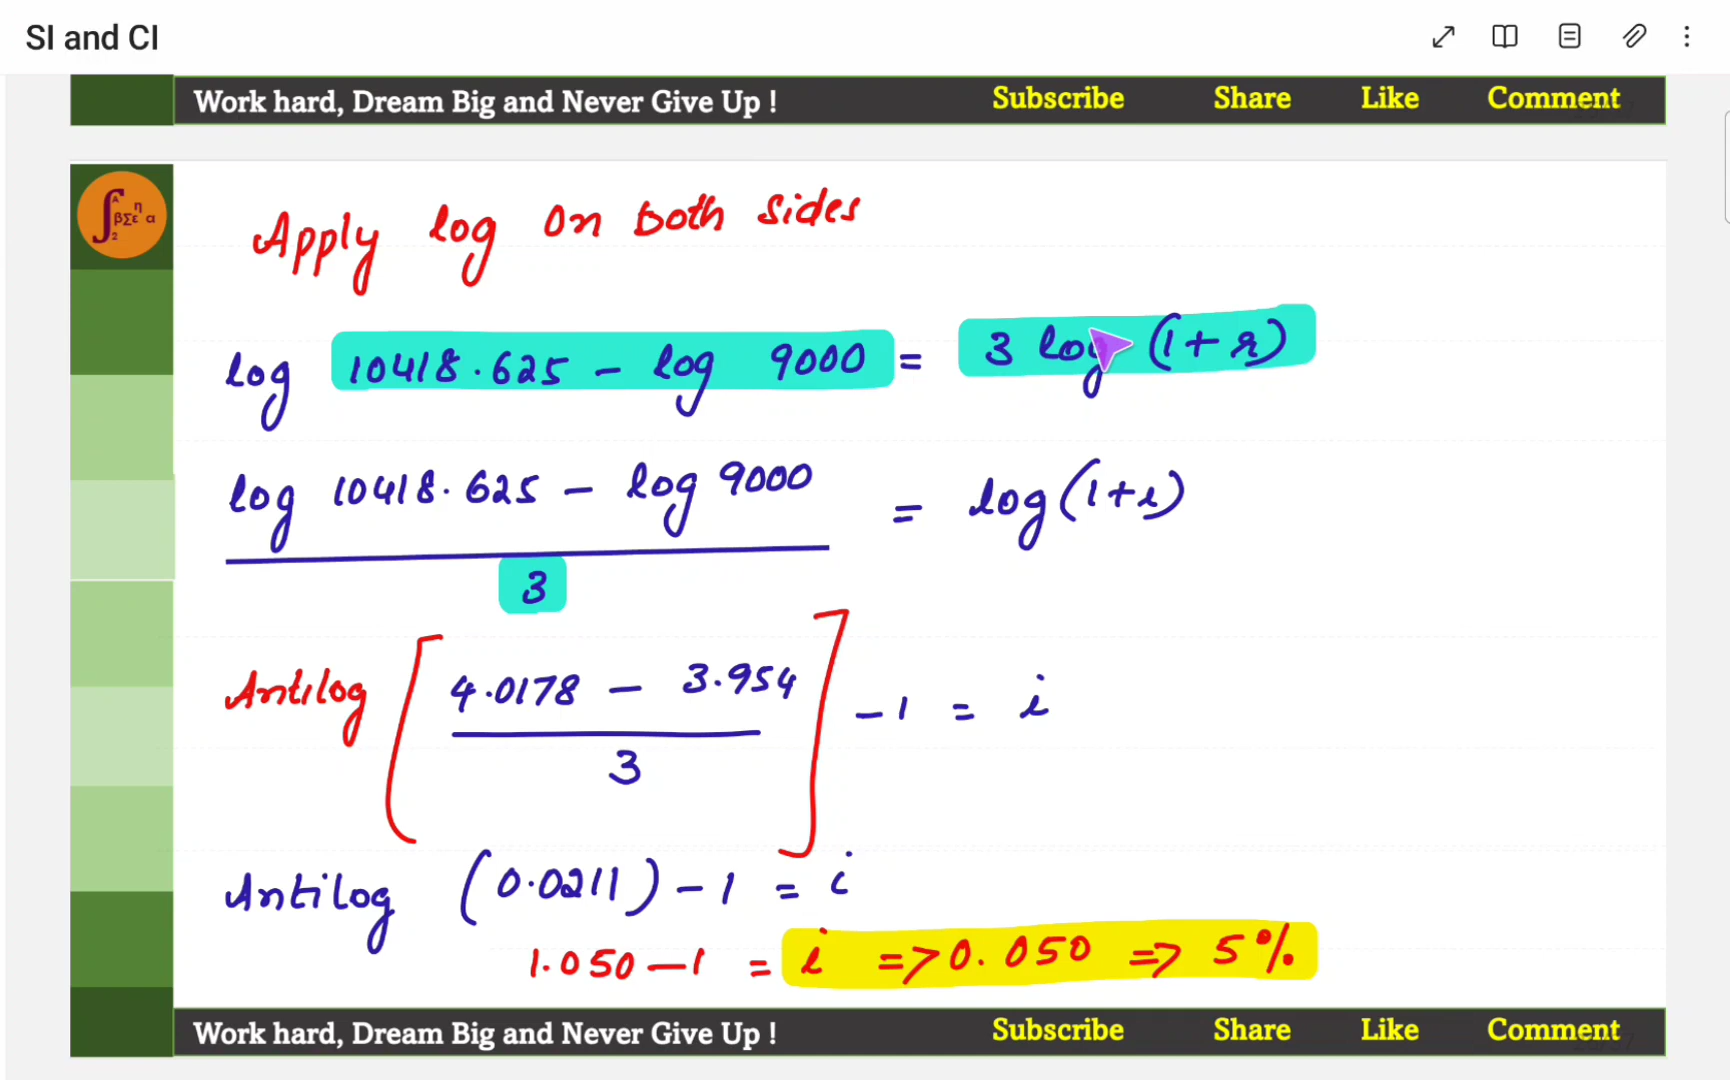 SI and CI
Work hard, Dream Big and Never Give Up ! Subscribe Share Like Comment
Apply log on both sides
log 10418.625 - log 9000 = 3 log (1+r)
log 10418.625 - log 9000 = log(1+r)
3
Antilog [ 4.0178 - 3.954 ] -1 = i
3
Antilog (0.0211) -1 = i
1.050 - 1 = i => 0.050 => 5%
Work hard, Dream Big and Never Give Up ! Subscribe Share Like Comment